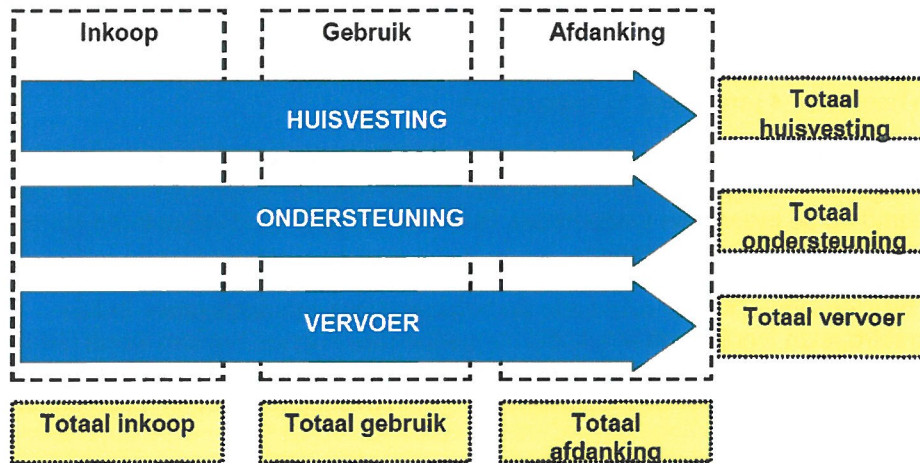 Inkoop
Gebruik
Afdanking
HUISVESTING
Totaal
huisvesting
ONDERSTEUNING
Totaal
ondersteuning
VERVOER
Totaal vervoer
Totaal inkoop
Totaal gebruik
Totaal
afdanking